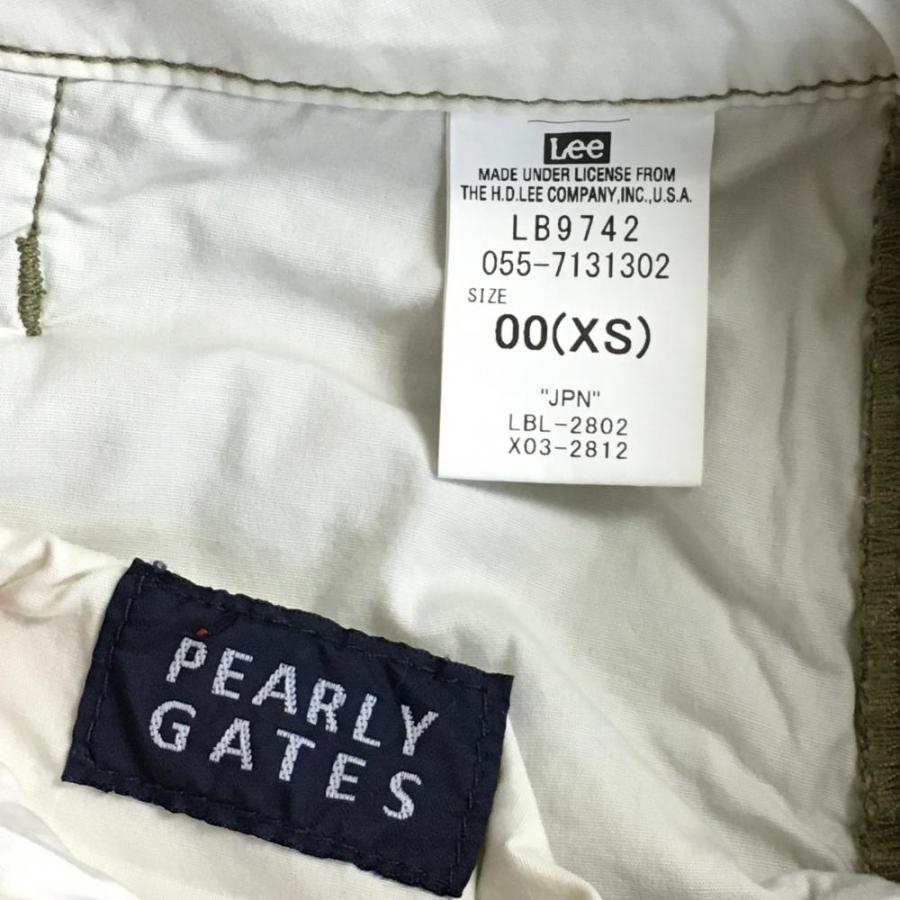 Lee
MADE UNDER LICENSE FROM
THE H.D.LEE COMPANY,INC.,U.S.A.
LB9742
055-7131302
SIZE
00(XS)
"JPN"
LBL-2802
X03-2812
PEARLY
GATES